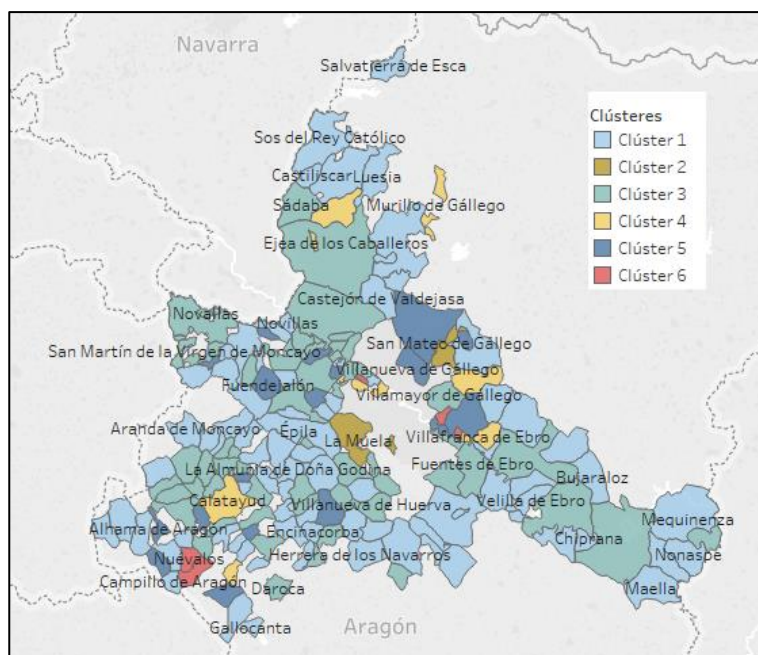 Navarra
Salvatierra de Esca
Clústeres
Clúster 1
Clúster 2
Clúster 3
Clúster 4
Clúster 5
Clúster 6
Sos del Rey Católico
Castiliscar
Luesia
Sádaba
Murillo de Gállego
Ejea de los Caballeros
Castejón de Valdejasa
Novallas
Novillas
San Mateo de Gállego
San Martín de la Virgen de Moncayo
Villanueva de Gállego
Fuendejalón
Villamayor de Gállego
Aranda de Moncayo
Épila
La Muela
Villafranca de Ebro
La Almunia de Doña Godina
Fuentes de Ebro
Bujaraloz
Calatayud
Villanueva de Huerva
Velilla de Ebro
Mequinenza
Alhama de Aragón
Encinacorba
Chiprana
Nonaspe
Nuévalos
Herrera de los Navarros
Campillo de Aragón
Daroca
Maella
Gallocanta
Aragón